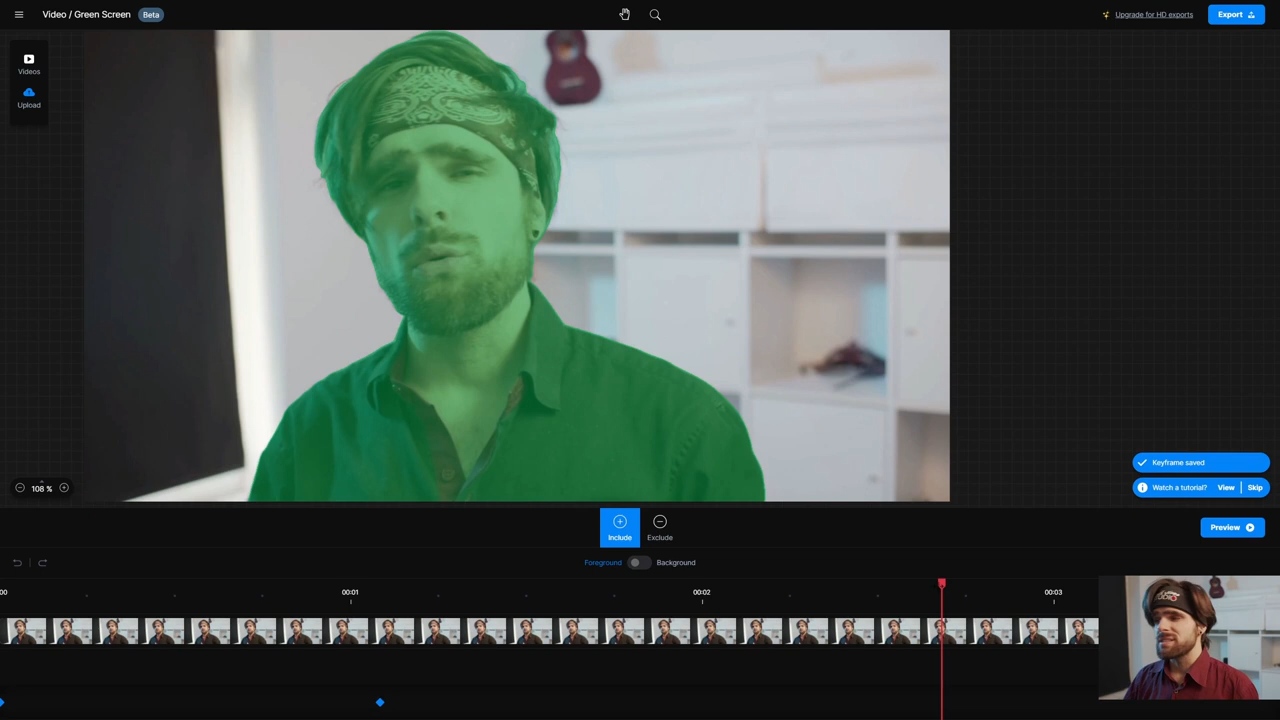 Video / Green Screen Beta
Upgrade for HD exports
Export
Videos
Upload
108 %
Keyframe saved
Watch a tutorial? View | Skip
Include
Exclude
Preview
Foreground
Background
00
00:01
00:02
00:03